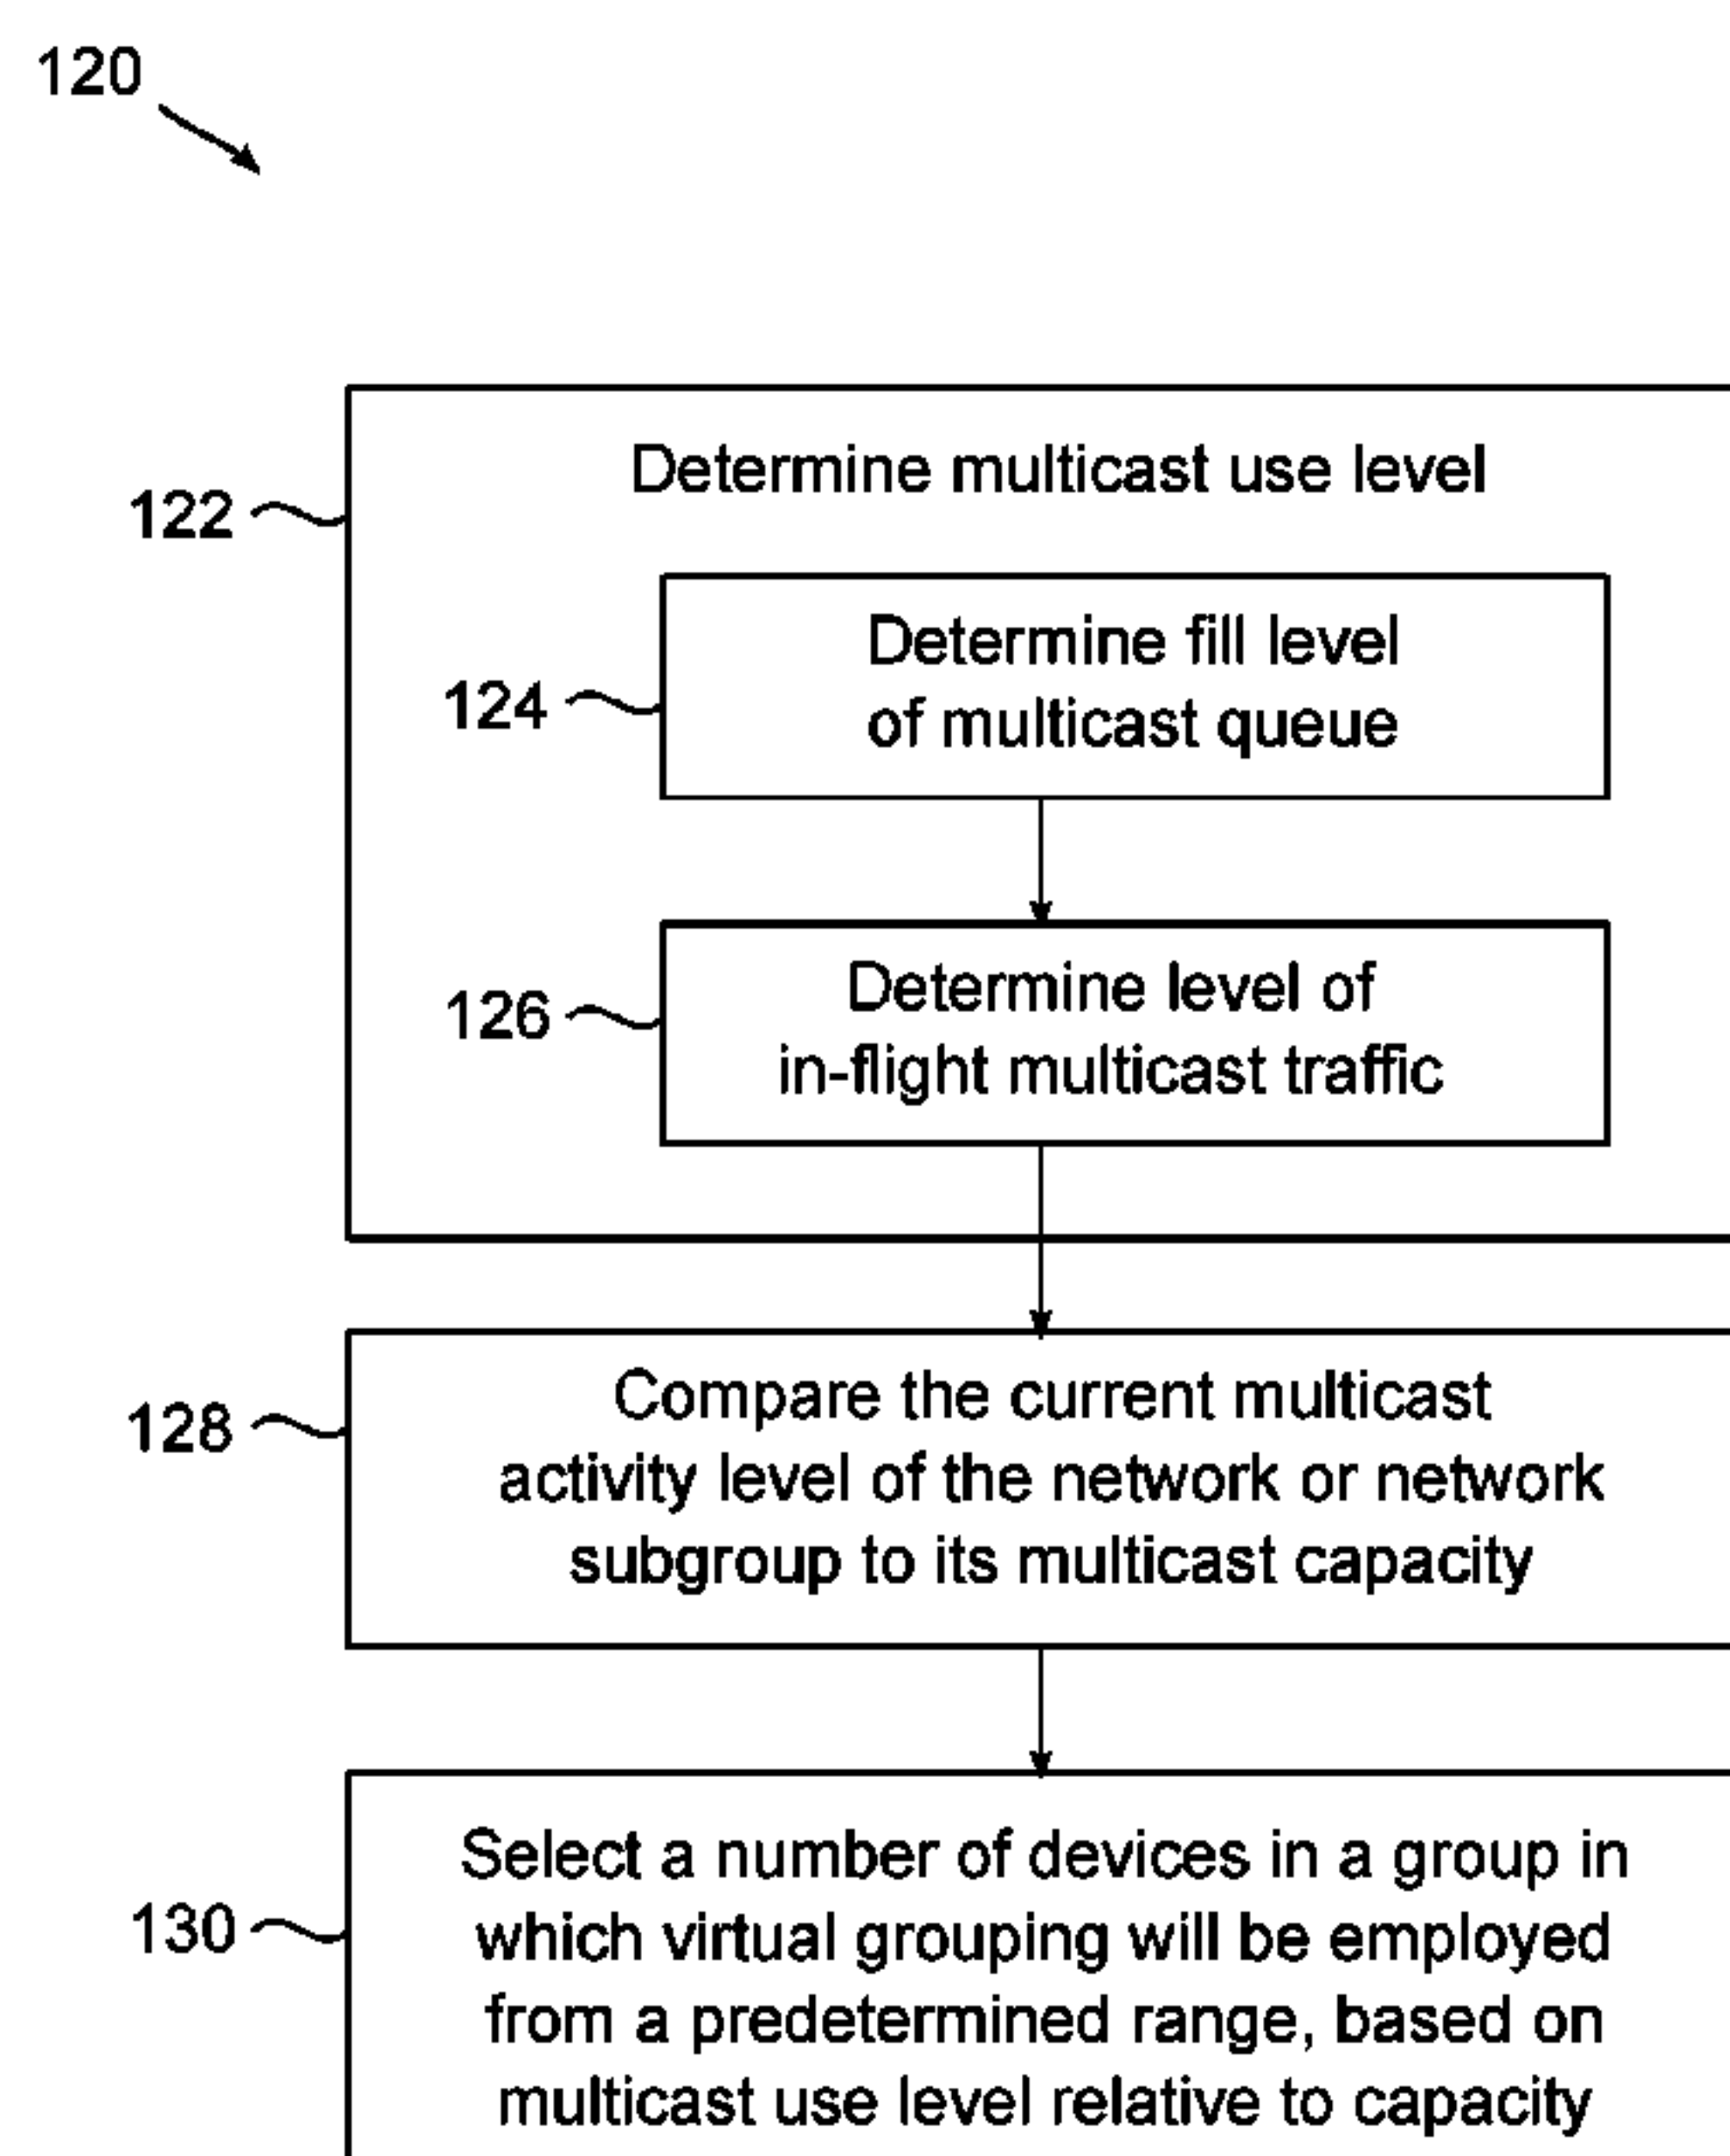 120
122
Determine multicast use level
124
Determine fill level
of multicast queue
126
Determine level of
in-flight multicast traffic
128
Compare the current multicast
activity level of the network or network
subgroup to its multicast capacity
130
Select a number of devices in a group in
which virtual grouping will be employed
from a predetermined range, based on
multicast use level relative to capacity